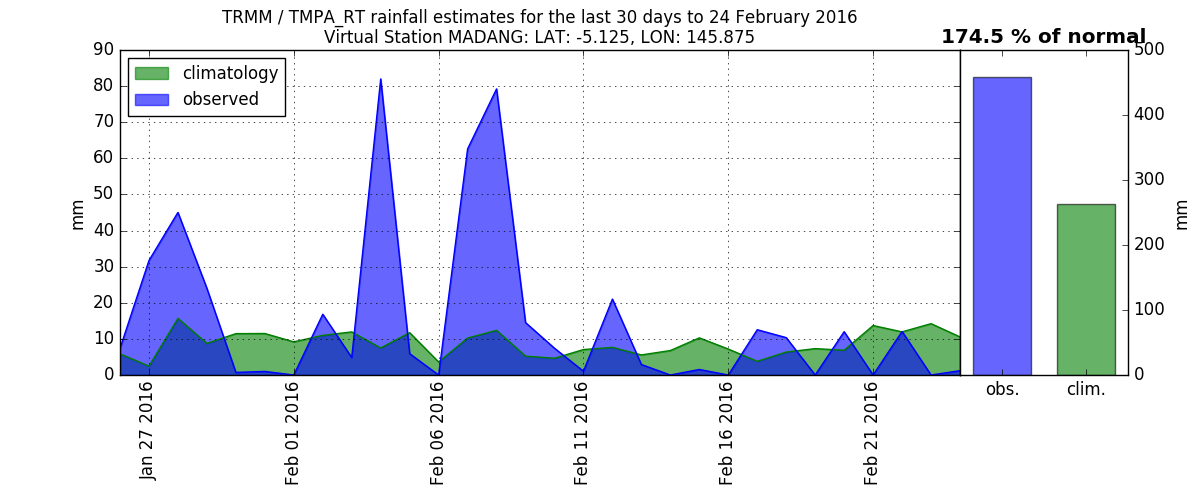 TRMM / TMPA_RT rainfall estimates for the last 30 days to 24 February 2016
Virtual Station MADANG: LAT: -5.125, LON: 145.875
174.5 % of normal
climatology
observed
90
80
70
60
50
40
30
20
10
0
mm
Jan 27 2016
Feb 01 2016
Feb 06 2016
Feb 11 2016
Feb 16 2016
Feb 21 2016
obs.
clim.
500
400
300
200
100
0
mm